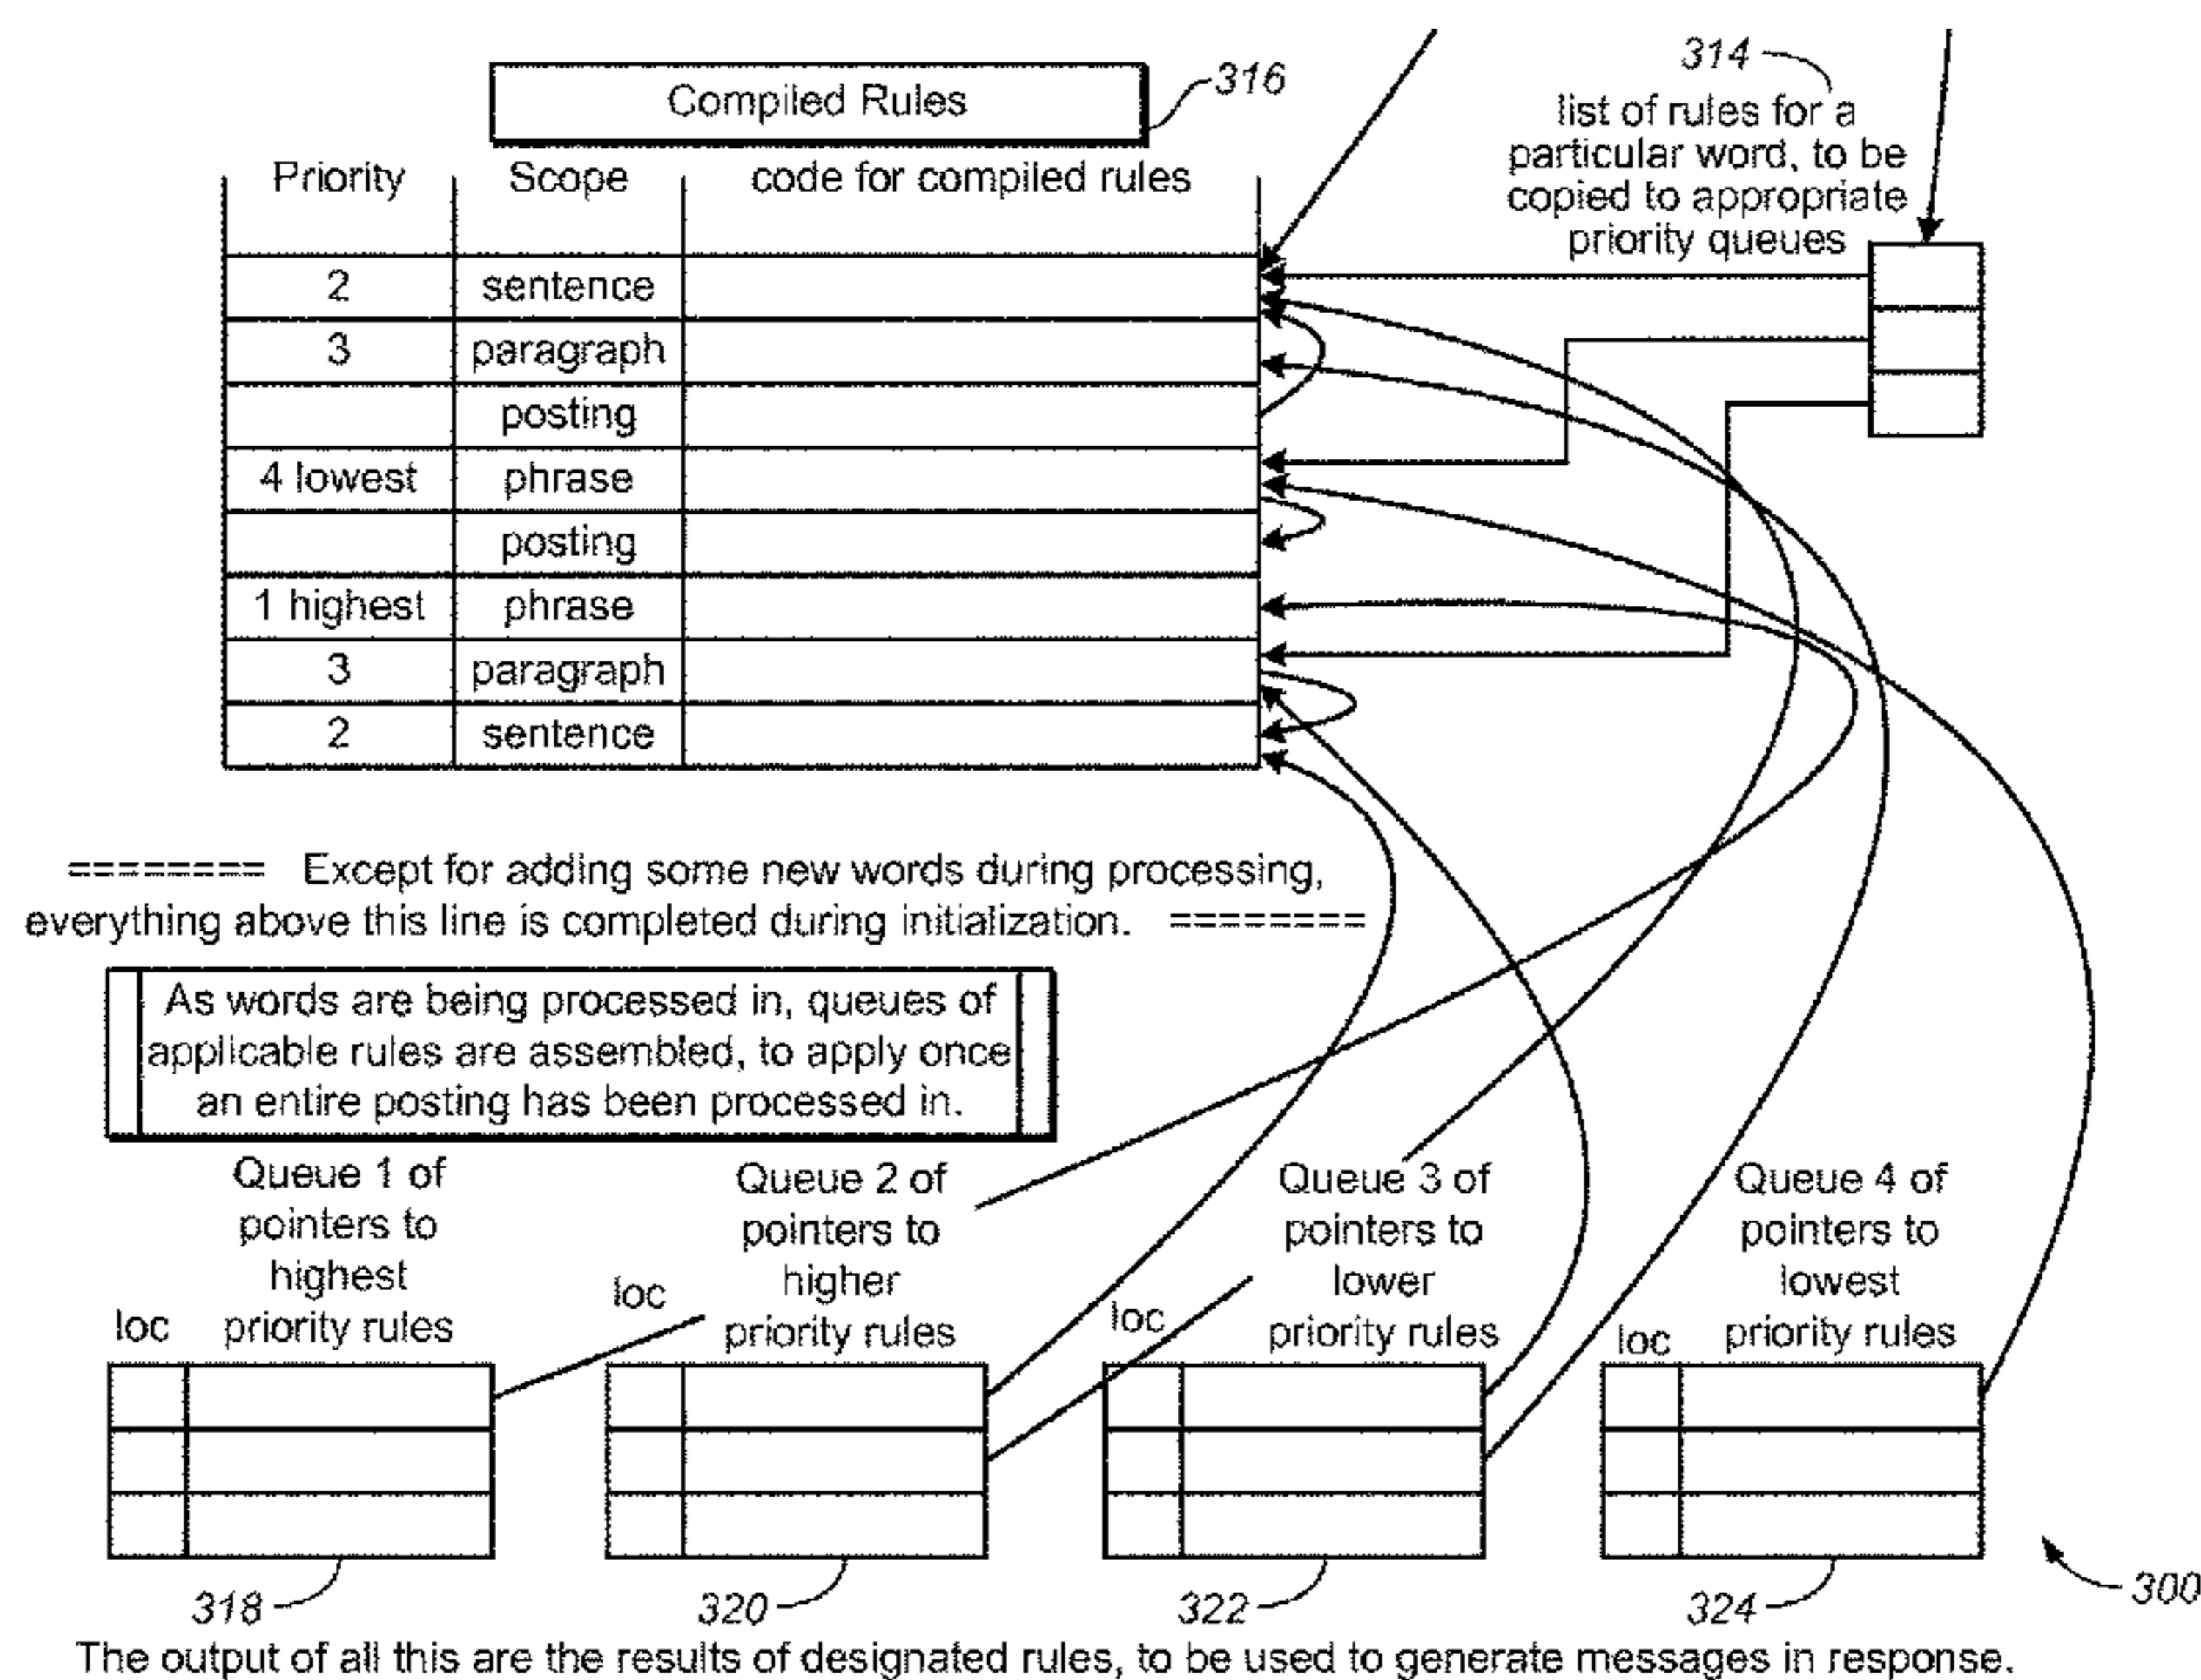 Compiled Rules
316
314
list of rules for a
particular word, to be
copied to appropriate
priority queues
Priority Scope code for compiled rules
2 sentence
3 paragraph
posting
4 lowest phrase
posting
1 highest phrase
3 paragraph
2 sentence
======== Except for adding some new words during processing,
everything above this line is completed during initialization. ========
As words are being processed in, queues of
applicable rules are assembled, to apply once
an entire posting has been processed in.
Queue 1 of
pointers to
highest
priority rules
loc
Queue 2 of
pointers to
higher
priority rules
loc
Queue 3 of
pointers to
lower
priority rules
loc
Queue 4 of
pointers to
lowest
priority rules
loc
318
320
322
324
300
The output of all this are the results of designated rules, to be used to generate messages in response.